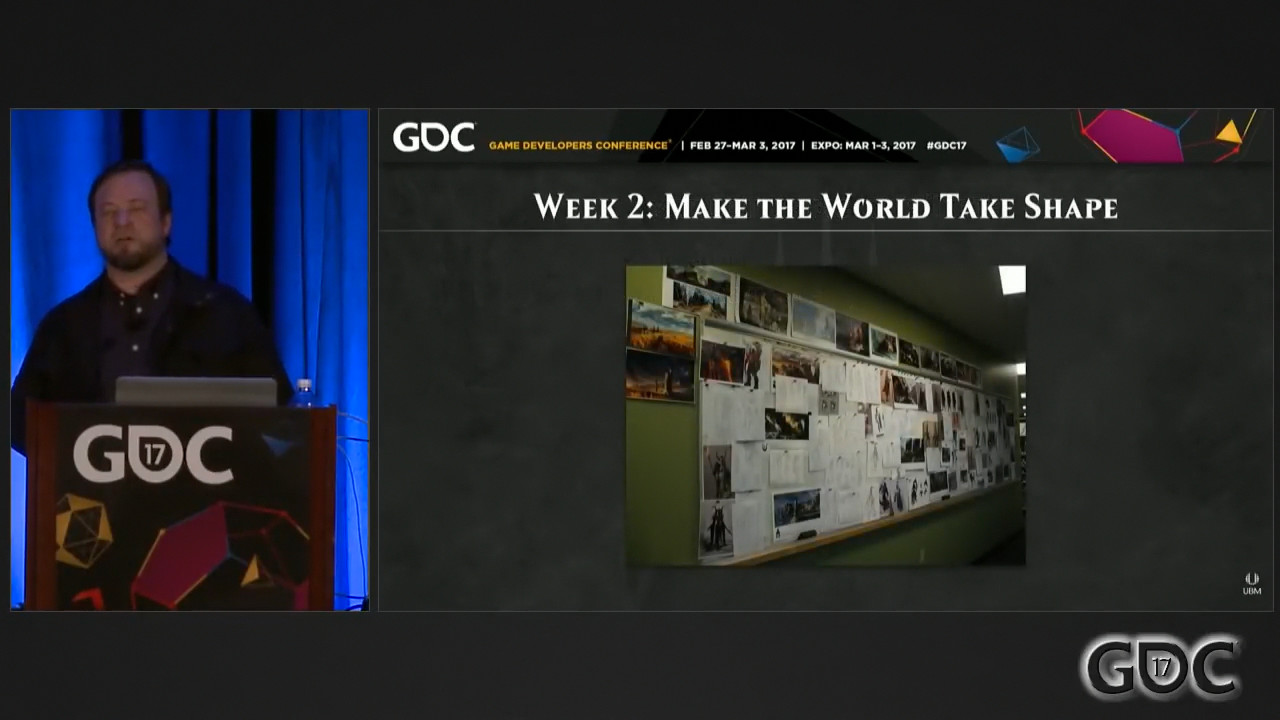 GDC
GAME DEVELOPERS CONFERENCE® | FEB 27–MAR 3, 2017 | EXPO: MAR 1–3, 2017 #GDC17
WEEK 2: MAKE THE WORLD TAKE SHAPE
GDC
17
UBM
GDC
17